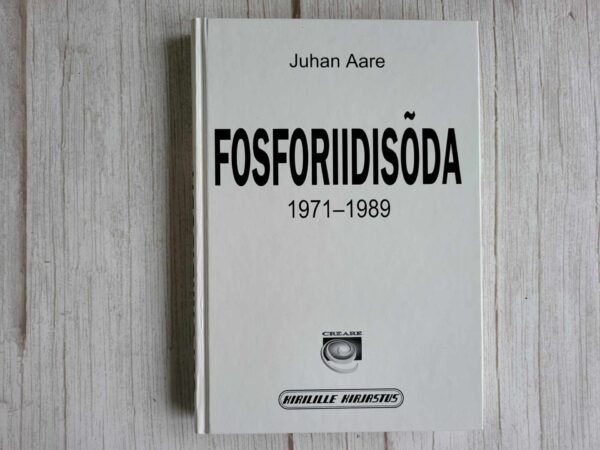 Juhan Aare
FOSFORIIDISÕDA
1971–1989
CREARE
KIRILILLE KIRJASTUS